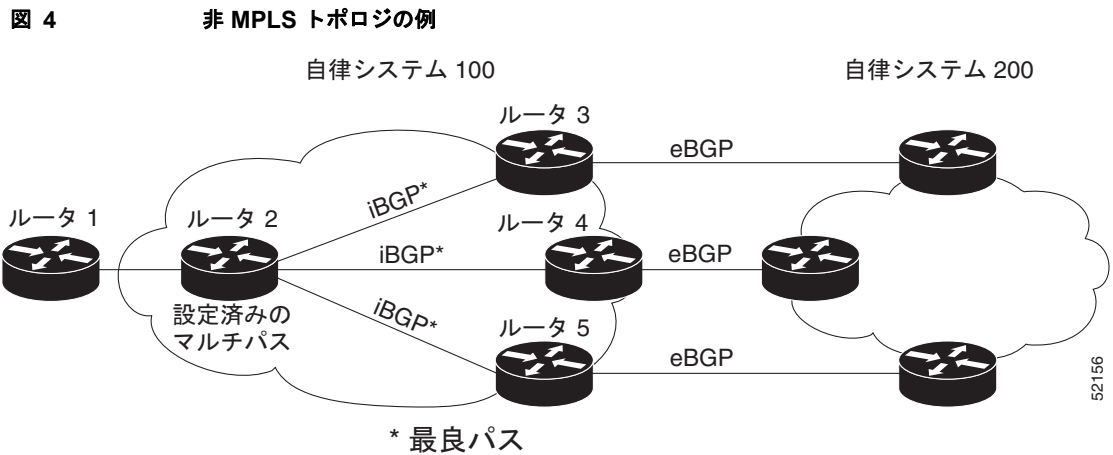 図 4 非 MPLS トポロジの例
自律システム 100 自律システム 200
ルータ 3
eBGP
iBGP*
ルータ 1 ルータ 2 ルータ 4
iBGP* eBGP
設定済みの
マルチパス
iBGP*
ルータ 5
eBGP
52156
* 最良パス